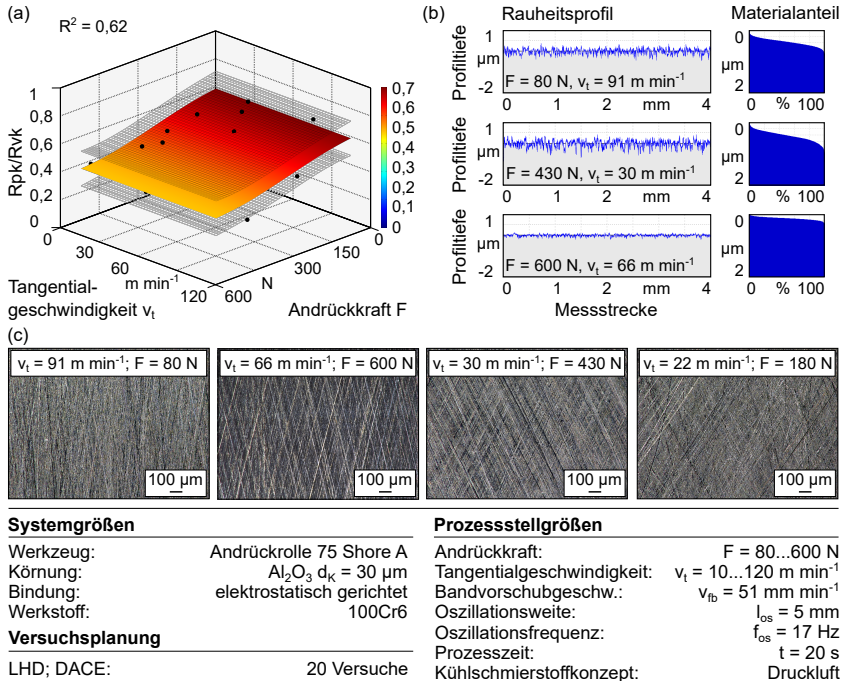 (a)
R² = 0,62
Rpk/Rvk
1
0,8
0,6
0,4
0,2
0
0
30
60
m min⁻¹
120
Tangential-
geschwindigkeit vₜ
600
N
300
150
0
Andrückkraft F
0,7
0,6
0,5
0,4
0,3
0,2
0,1
0
(b)
Rauheitsprofil
Materialanteil
Profiltiefe
1
µm
-2
F = 80 N, vₜ = 91 m min⁻¹
0 1 2 mm 4
0
µm
2
0 % 100
Profiltiefe
1
µm
-2
F = 430 N, vₜ = 30 m min⁻¹
0 1 2 mm 4
0
µm
2
0 % 100
Profiltiefe
1
µm
-2
F = 600 N, vₜ = 66 m min⁻¹
0 1 2 mm 4
0
µm
2
0 % 100
Messstrecke
(c)
vₜ = 91 m min⁻¹; F = 80 N
100 µm
vₜ = 66 m min⁻¹; F = 600 N
100 µm
vₜ = 30 m min⁻¹; F = 430 N
100 µm
vₜ = 22 m min⁻¹; F = 180 N
100 µm
Systemgrößen
Werkzeug: Andrückrolle 75 Shore A
Körnung: Al₂O₃ d_K = 30 µm
Bindung: elektrostatisch gerichtet
Werkstoff: 100Cr6
Versuchsplanung
LHD; DACE: 20 Versuche
Prozessstellgrößen
Andrückkraft: F = 80...600 N
Tangentialgeschwindigkeit: vₜ = 10...120 m min⁻¹
Bandvorschubgeschw.: v_fb = 51 mm min⁻¹
Oszillationsweite: l_os = 5 mm
Oszillationsfrequenz: f_os = 17 Hz
Prozesszeit: t = 20 s
Kühlschmierstoffkonzept: Druckluft